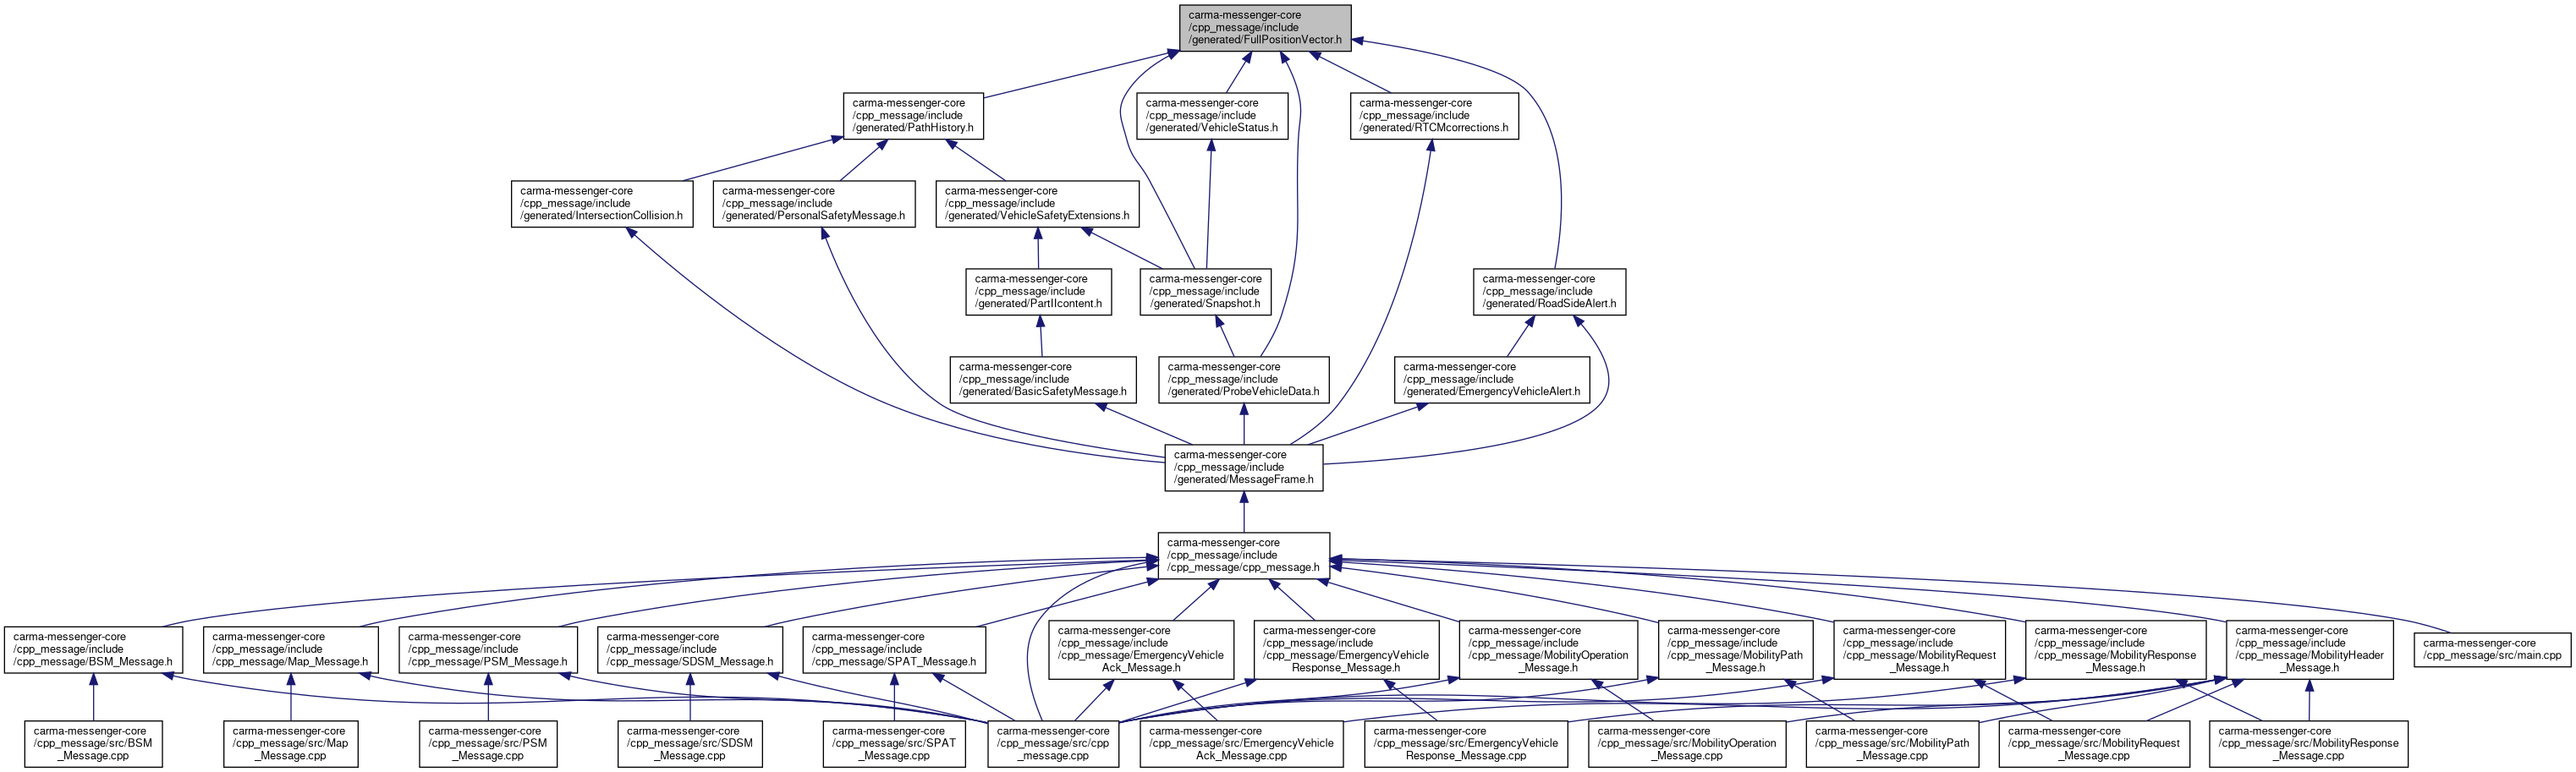 carma-messenger-core
/cpp_message/include
/generated/FullPositionVector.h
carma-messenger-core
/cpp_message/include
/generated/PathHistory.h
carma-messenger-core
/cpp_message/include
/generated/VehicleStatus.h
carma-messenger-core
/cpp_message/include
/generated/RTCMcorrections.h
carma-messenger-core
/cpp_message/include
/generated/IntersectionCollision.h
carma-messenger-core
/cpp_message/include
/generated/PersonalSafetyMessage.h
carma-messenger-core
/cpp_message/include
/generated/VehicleSafetyExtensions.h
carma-messenger-core
/cpp_message/include
/generated/PartIIcontent.h
carma-messenger-core
/cpp_message/include
/generated/Snapshot.h
carma-messenger-core
/cpp_message/include
/generated/RoadSideAlert.h
carma-messenger-core
/cpp_message/include
/generated/BasicSafetyMessage.h
carma-messenger-core
/cpp_message/include
/generated/ProbeVehicleData.h
carma-messenger-core
/cpp_message/include
/generated/EmergencyVehicleAlert.h
carma-messenger-core
/cpp_message/include
/generated/MessageFrame.h
carma-messenger-core
/cpp_message/include
/cpp_message/cpp_message.h
carma-messenger-core
/cpp_message/include
/cpp_message/BSM_Message.h
carma-messenger-core
/cpp_message/include
/cpp_message/Map_Message.h
carma-messenger-core
/cpp_message/include
/cpp_message/PSM_Message.h
carma-messenger-core
/cpp_message/include
/cpp_message/SDSM_Message.h
carma-messenger-core
/cpp_message/include
/cpp_message/SPAT_Message.h
carma-messenger-core
/cpp_message/include
/cpp_message/EmergencyVehicle
Ack_Message.h
carma-messenger-core
/cpp_message/include
/cpp_message/EmergencyVehicle
Response_Message.h
carma-messenger-core
/cpp_message/include
/cpp_message/MobilityOperation
_Message.h
carma-messenger-core
/cpp_message/include
/cpp_message/MobilityPath
_Message.h
carma-messenger-core
/cpp_message/include
/cpp_message/MobilityRequest
_Message.h
carma-messenger-core
/cpp_message/include
/cpp_message/MobilityResponse
_Message.h
carma-messenger-core
/cpp_message/include
/cpp_message/MobilityHeader
_Message.h
carma-messenger-core
/cpp_message/src/main.cpp
carma-messenger-core
/cpp_message/src/BSM
_Message.cpp
carma-messenger-core
/cpp_message/src/Map
_Message.cpp
carma-messenger-core
/cpp_message/src/PSM
_Message.cpp
carma-messenger-core
/cpp_message/src/SDSM
_Message.cpp
carma-messenger-core
/cpp_message/src/SPAT
_Message.cpp
carma-messenger-core
/cpp_message/src/cpp
_message.cpp
carma-messenger-core
/cpp_message/src/EmergencyVehicle
Ack_Message.cpp
carma-messenger-core
/cpp_message/src/EmergencyVehicle
Response_Message.cpp
carma-messenger-core
/cpp_message/src/MobilityOperation
_Message.cpp
carma-messenger-core
/cpp_message/src/MobilityPath
_Message.cpp
carma-messenger-core
/cpp_message/src/MobilityRequest
_Message.cpp
carma-messenger-core
/cpp_message/src/MobilityResponse
_Message.cpp